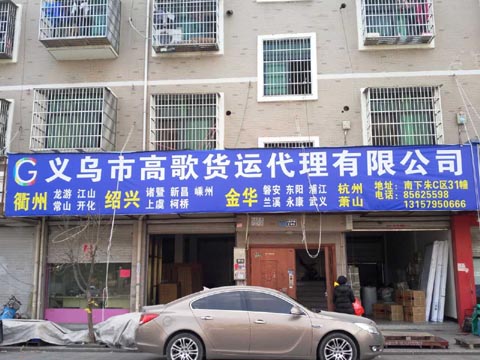 G 义乌市高歌货运代理有限公司
衢州 龙游 江山 常山 开化
绍兴 诸暨 新昌 嵊州 上虞 柯桥
金华 磐安 东阳 浦江 兰溪 永康 武义
杭州 萧山
地址：南下朱C区31幢
电话：85625598
13157950666